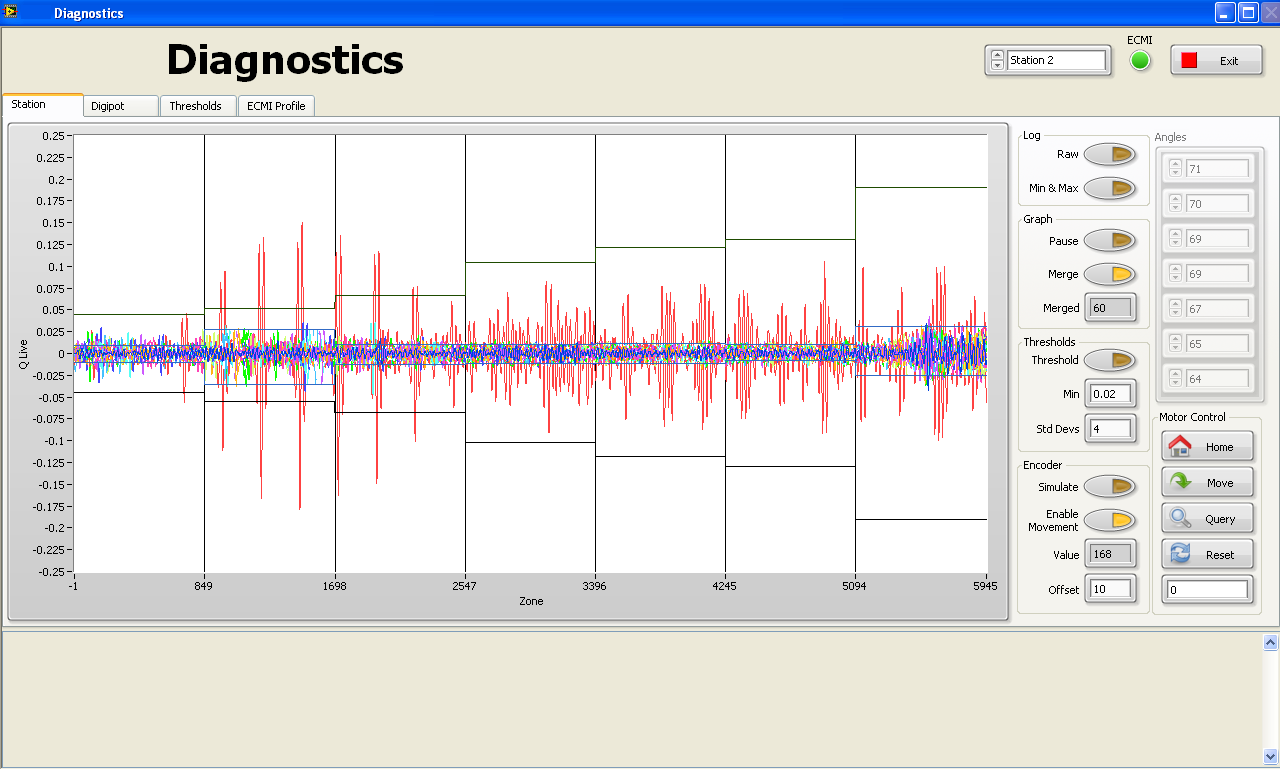 Diagnostics
Diagnostics
Station 2
ECMI
Exit
Station
Digipot
Thresholds
ECMI Profile
Q Live
0.25
0.225
0.2
0.175
0.15
0.125
0.1
0.075
0.05
0.025
0
-0.025
-0.05
-0.075
-0.1
-0.125
-0.15
-0.175
-0.2
-0.225
-0.25
-1
849
1698
2547
3396
4245
5094
5945
Zone
Log
Raw
Min & Max
Graph
Pause
Merge
Merged
60
Thresholds
Threshold
Min
0.02
Std Devs
4
Encoder
Simulate
Enable
Movement
Value
168
Offset
10
Angles
71
70
69
69
67
65
64
Motor Control
Home
Move
Query
Reset
0